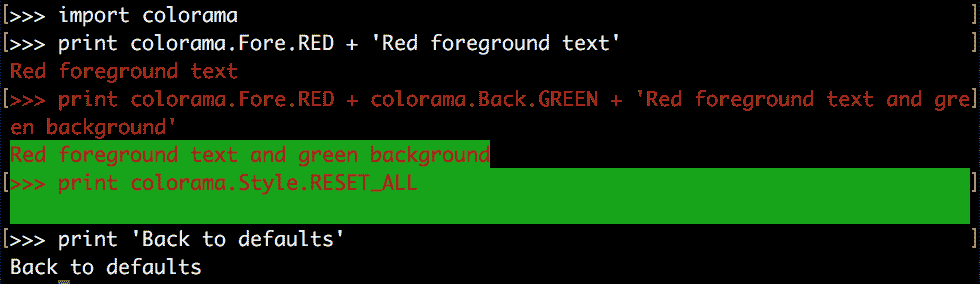 [>>> import colorama ]
[>>> print colorama.Fore.RED + 'Red foreground text' ]
Red foreground text
[>>> print colorama.Fore.RED + colorama.Back.GREEN + 'Red foreground text and gre]
en background'
Red foreground text and green background
[>>> print colorama.Style.RESET_ALL ]
[>>> print 'Back to defaults' ]
Back to defaults